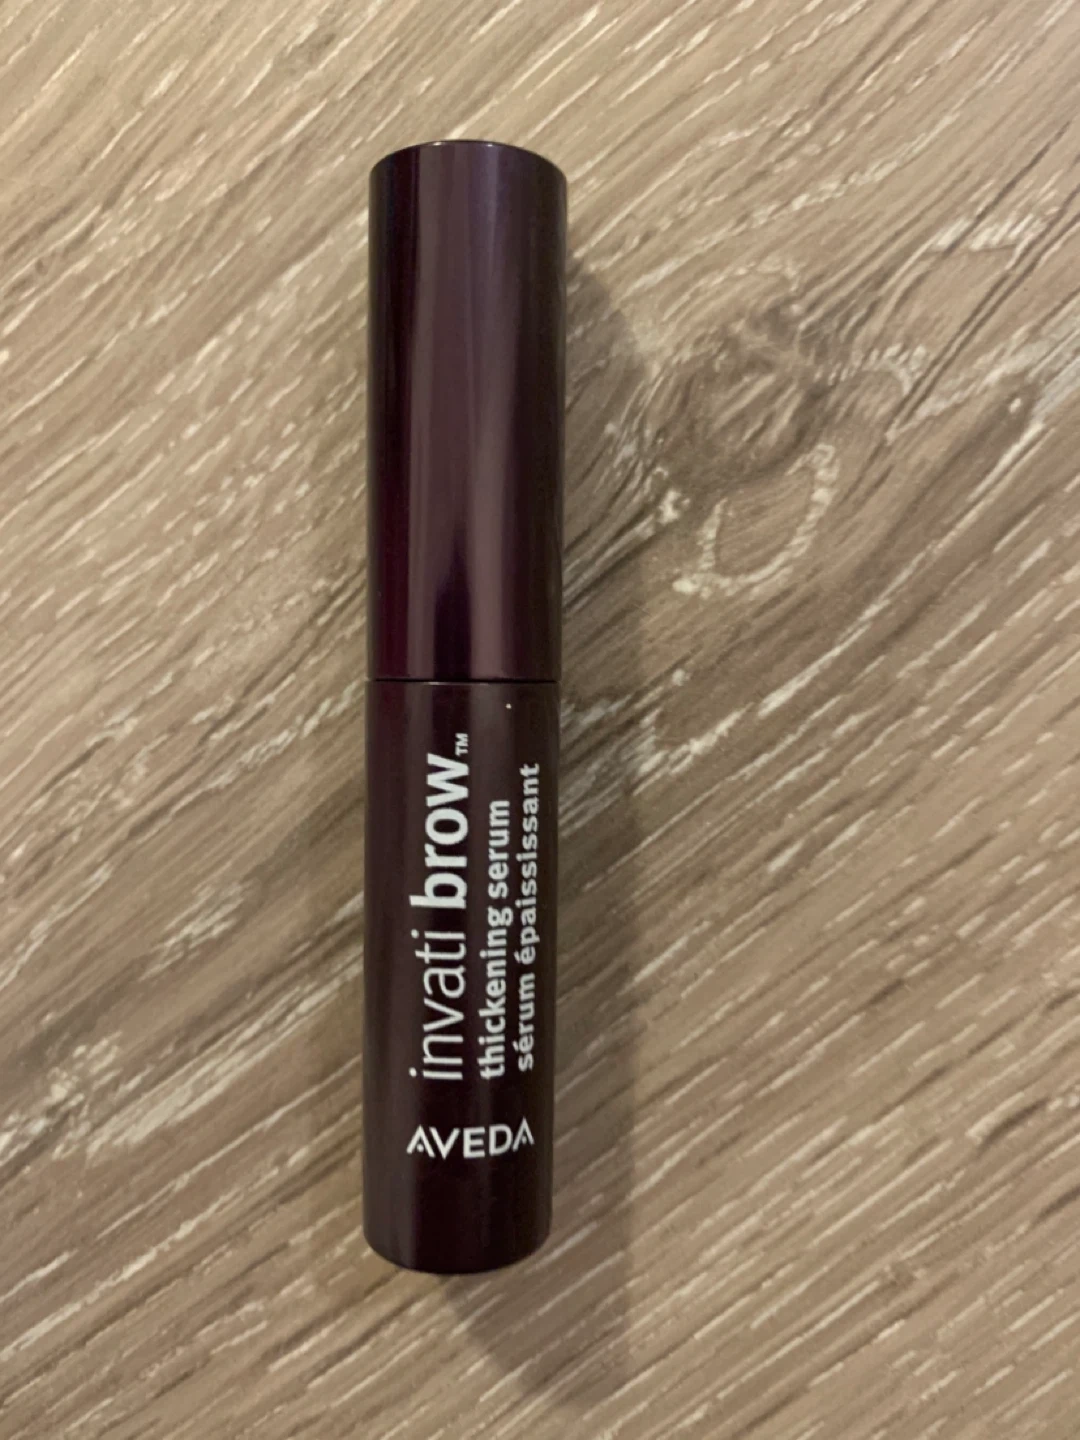 invati brow™
thickening serum
sérum épaississant
AVEDA